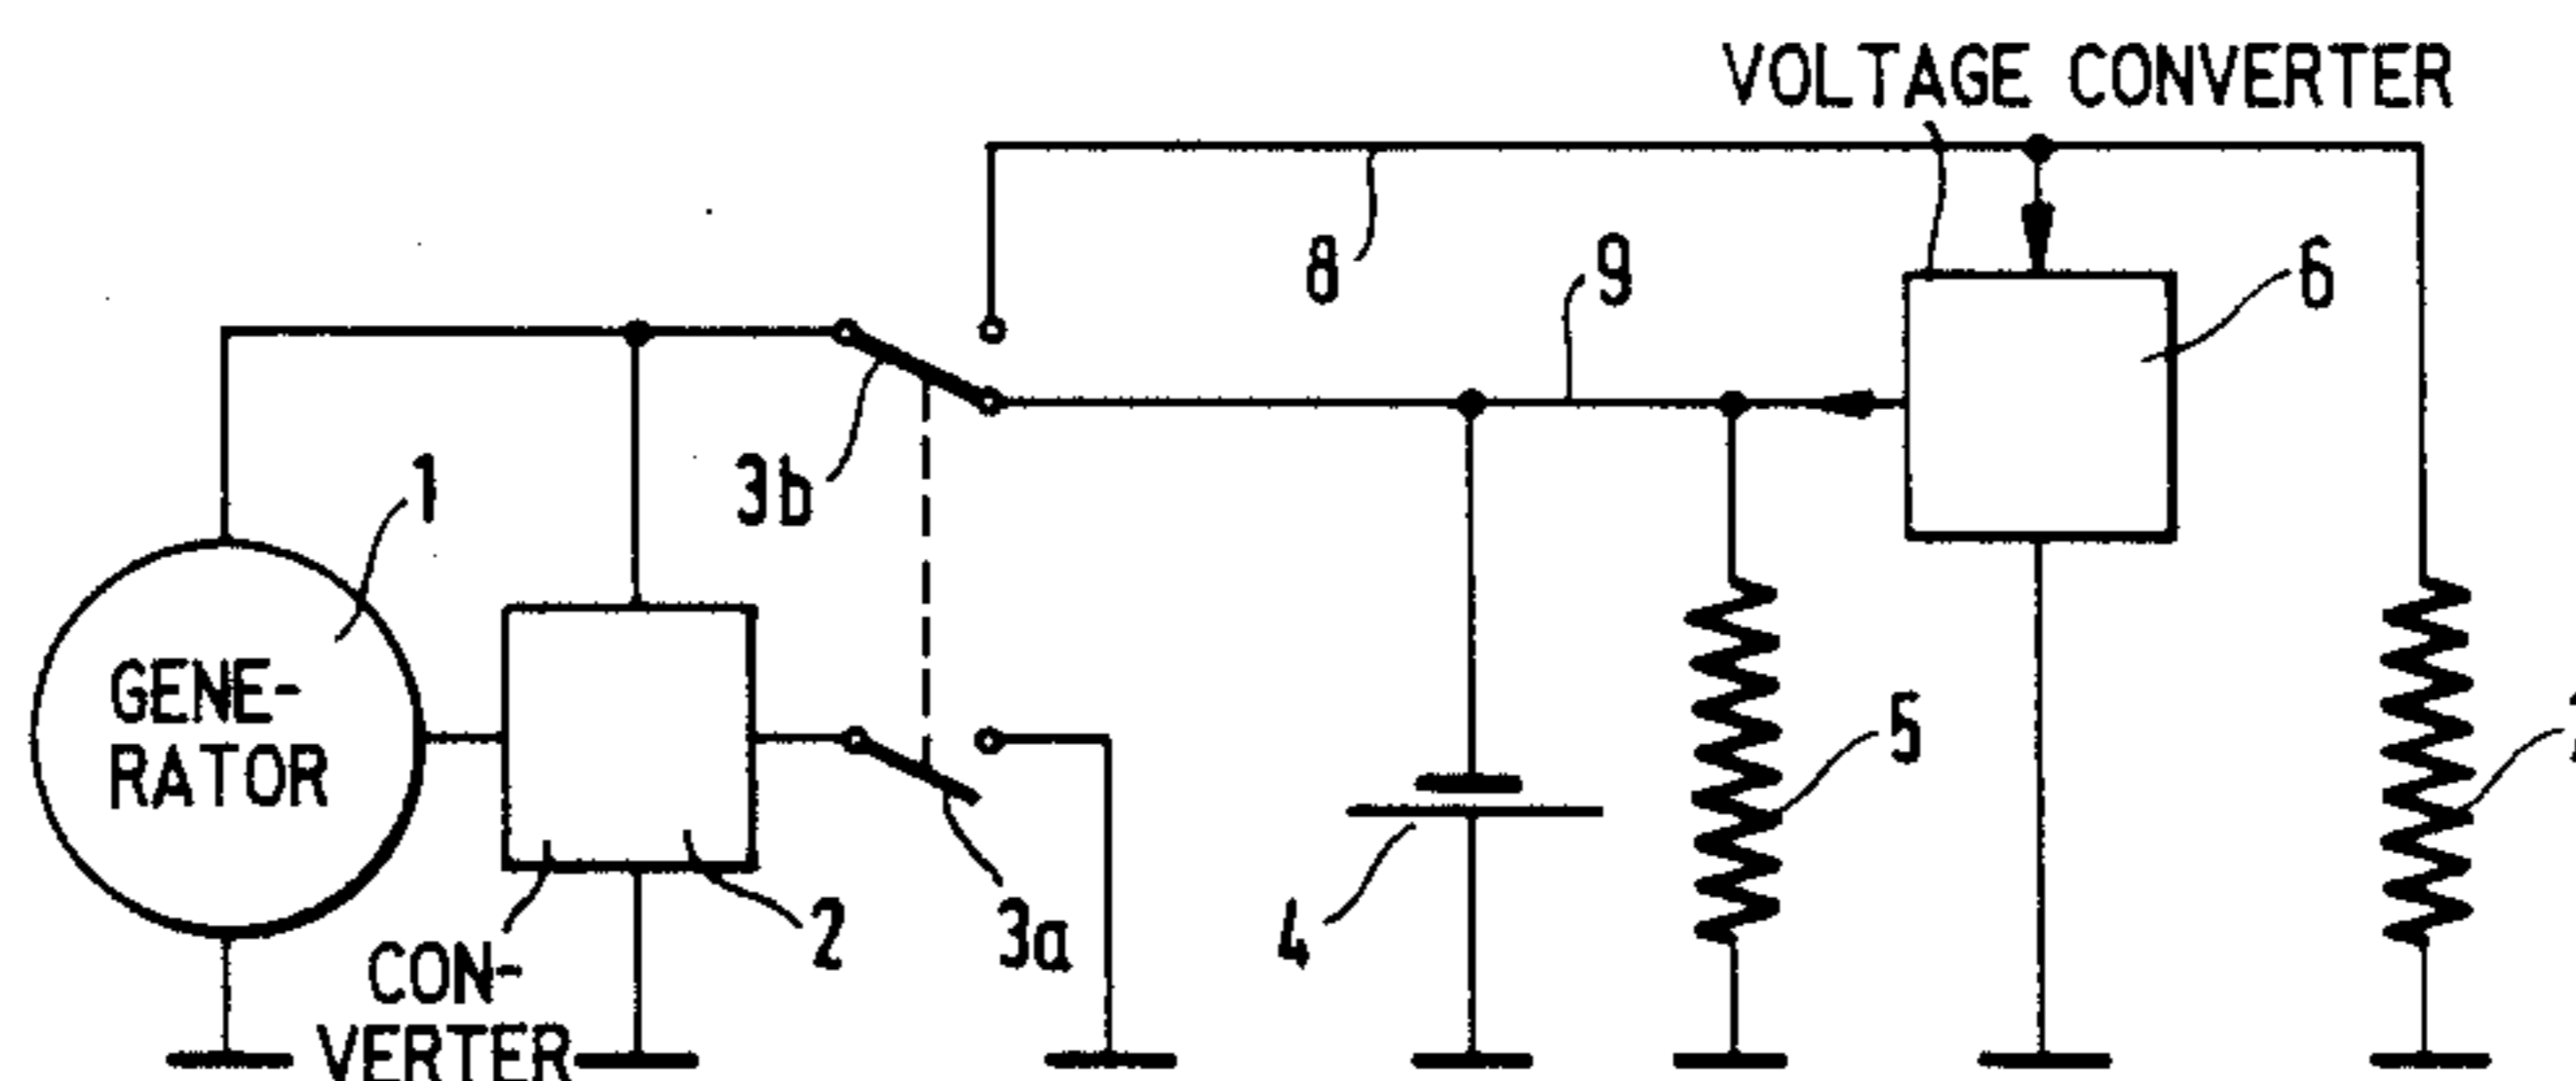 VOLTAGE CONVERTER
8
9
6
1
3b
GENE-
RATOR
5
2
3a
4
CON-
VERTER